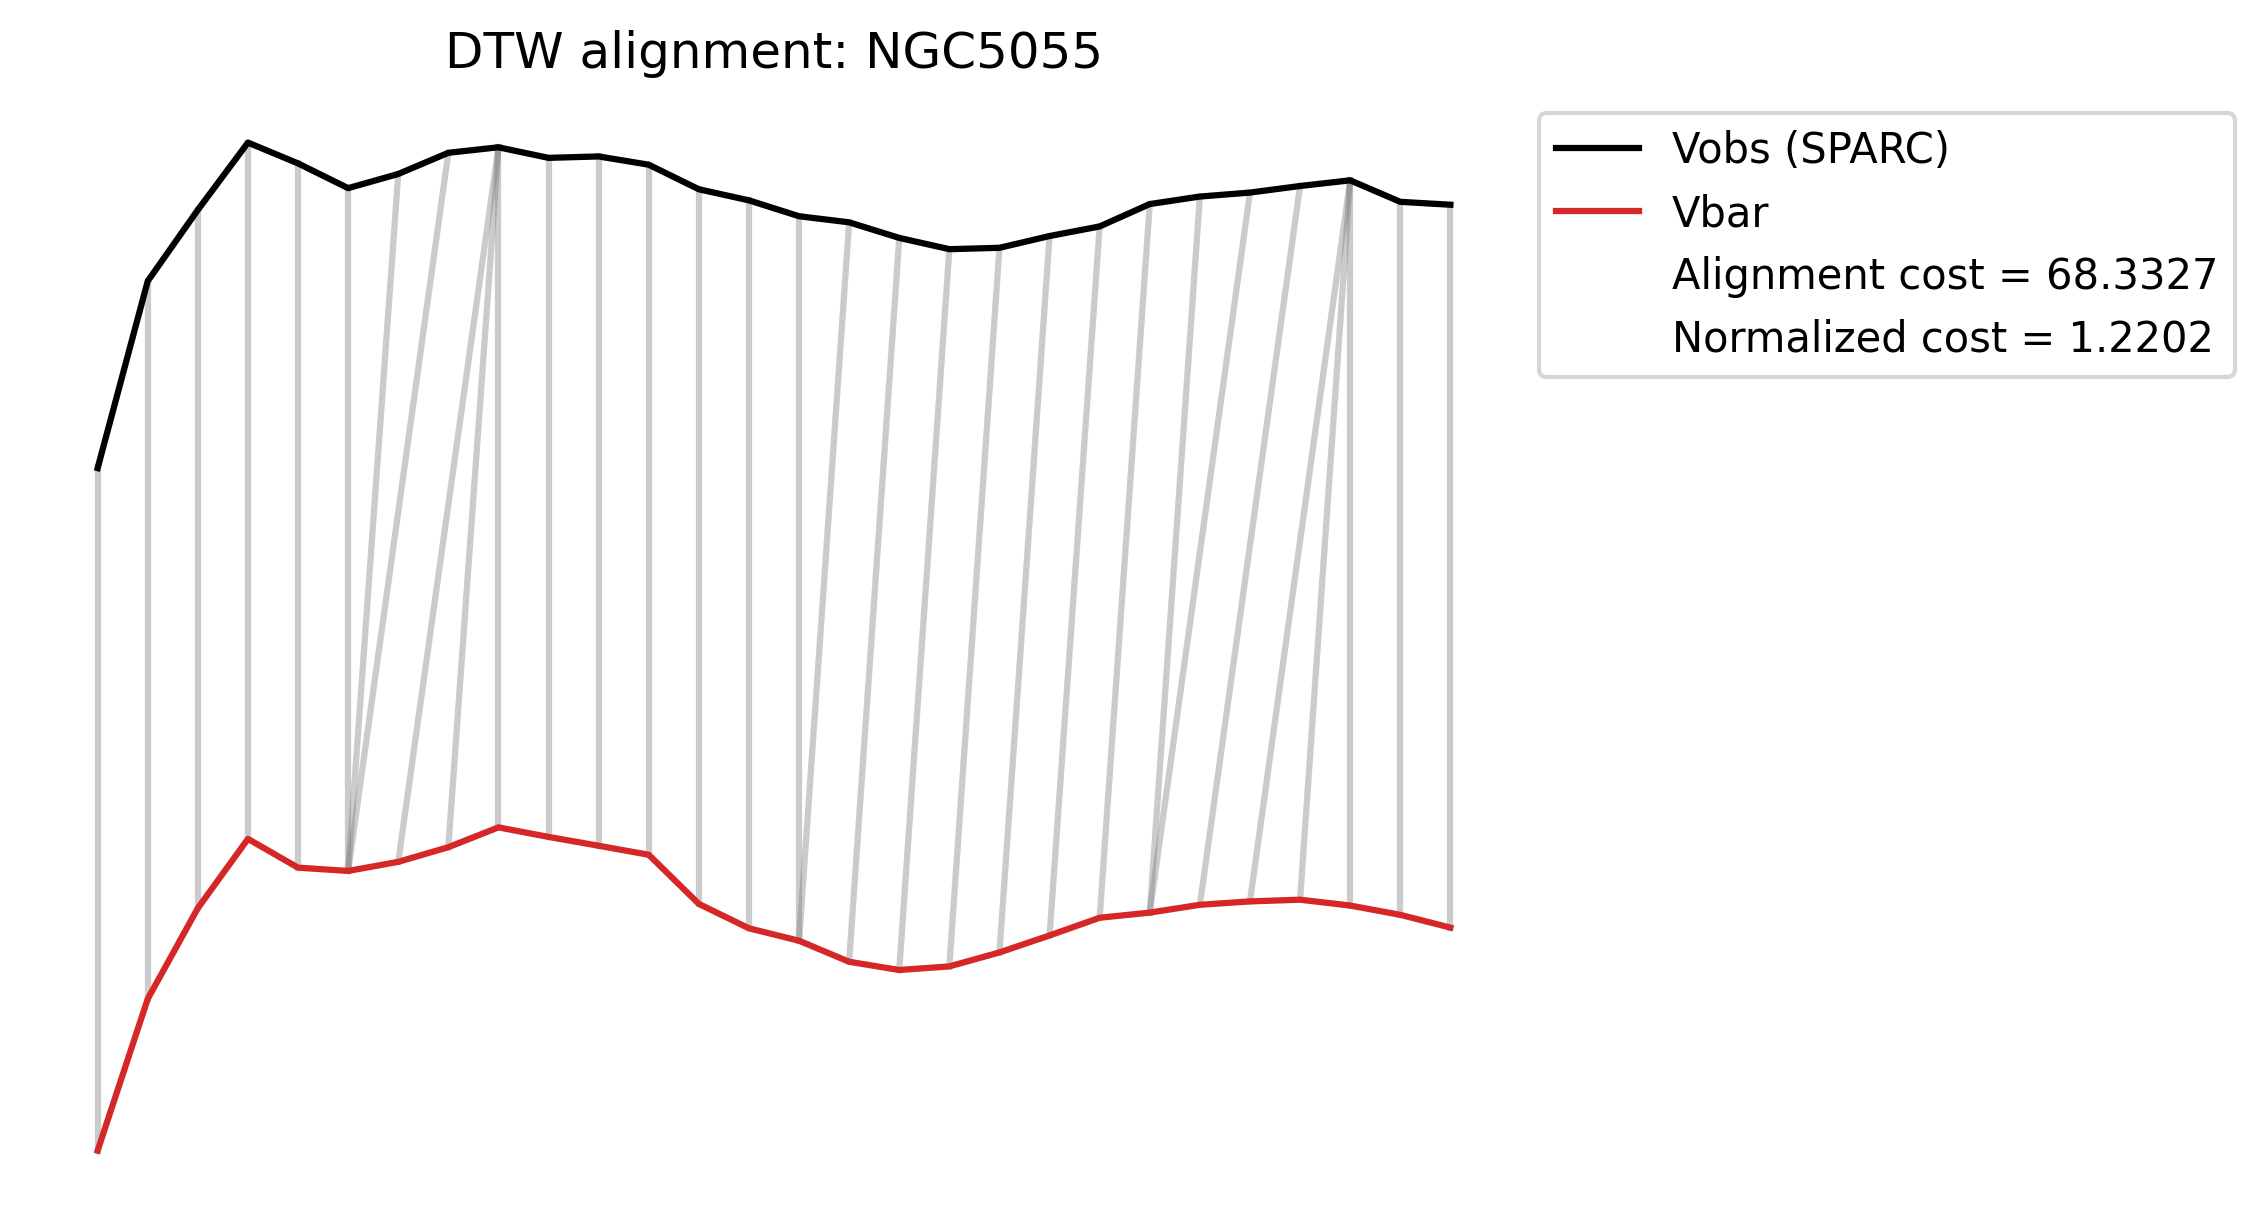 DTW alignment: NGC5055
Vobs (SPARC)
Vbar
Alignment cost = 68.3327
Normalized cost = 1.2202